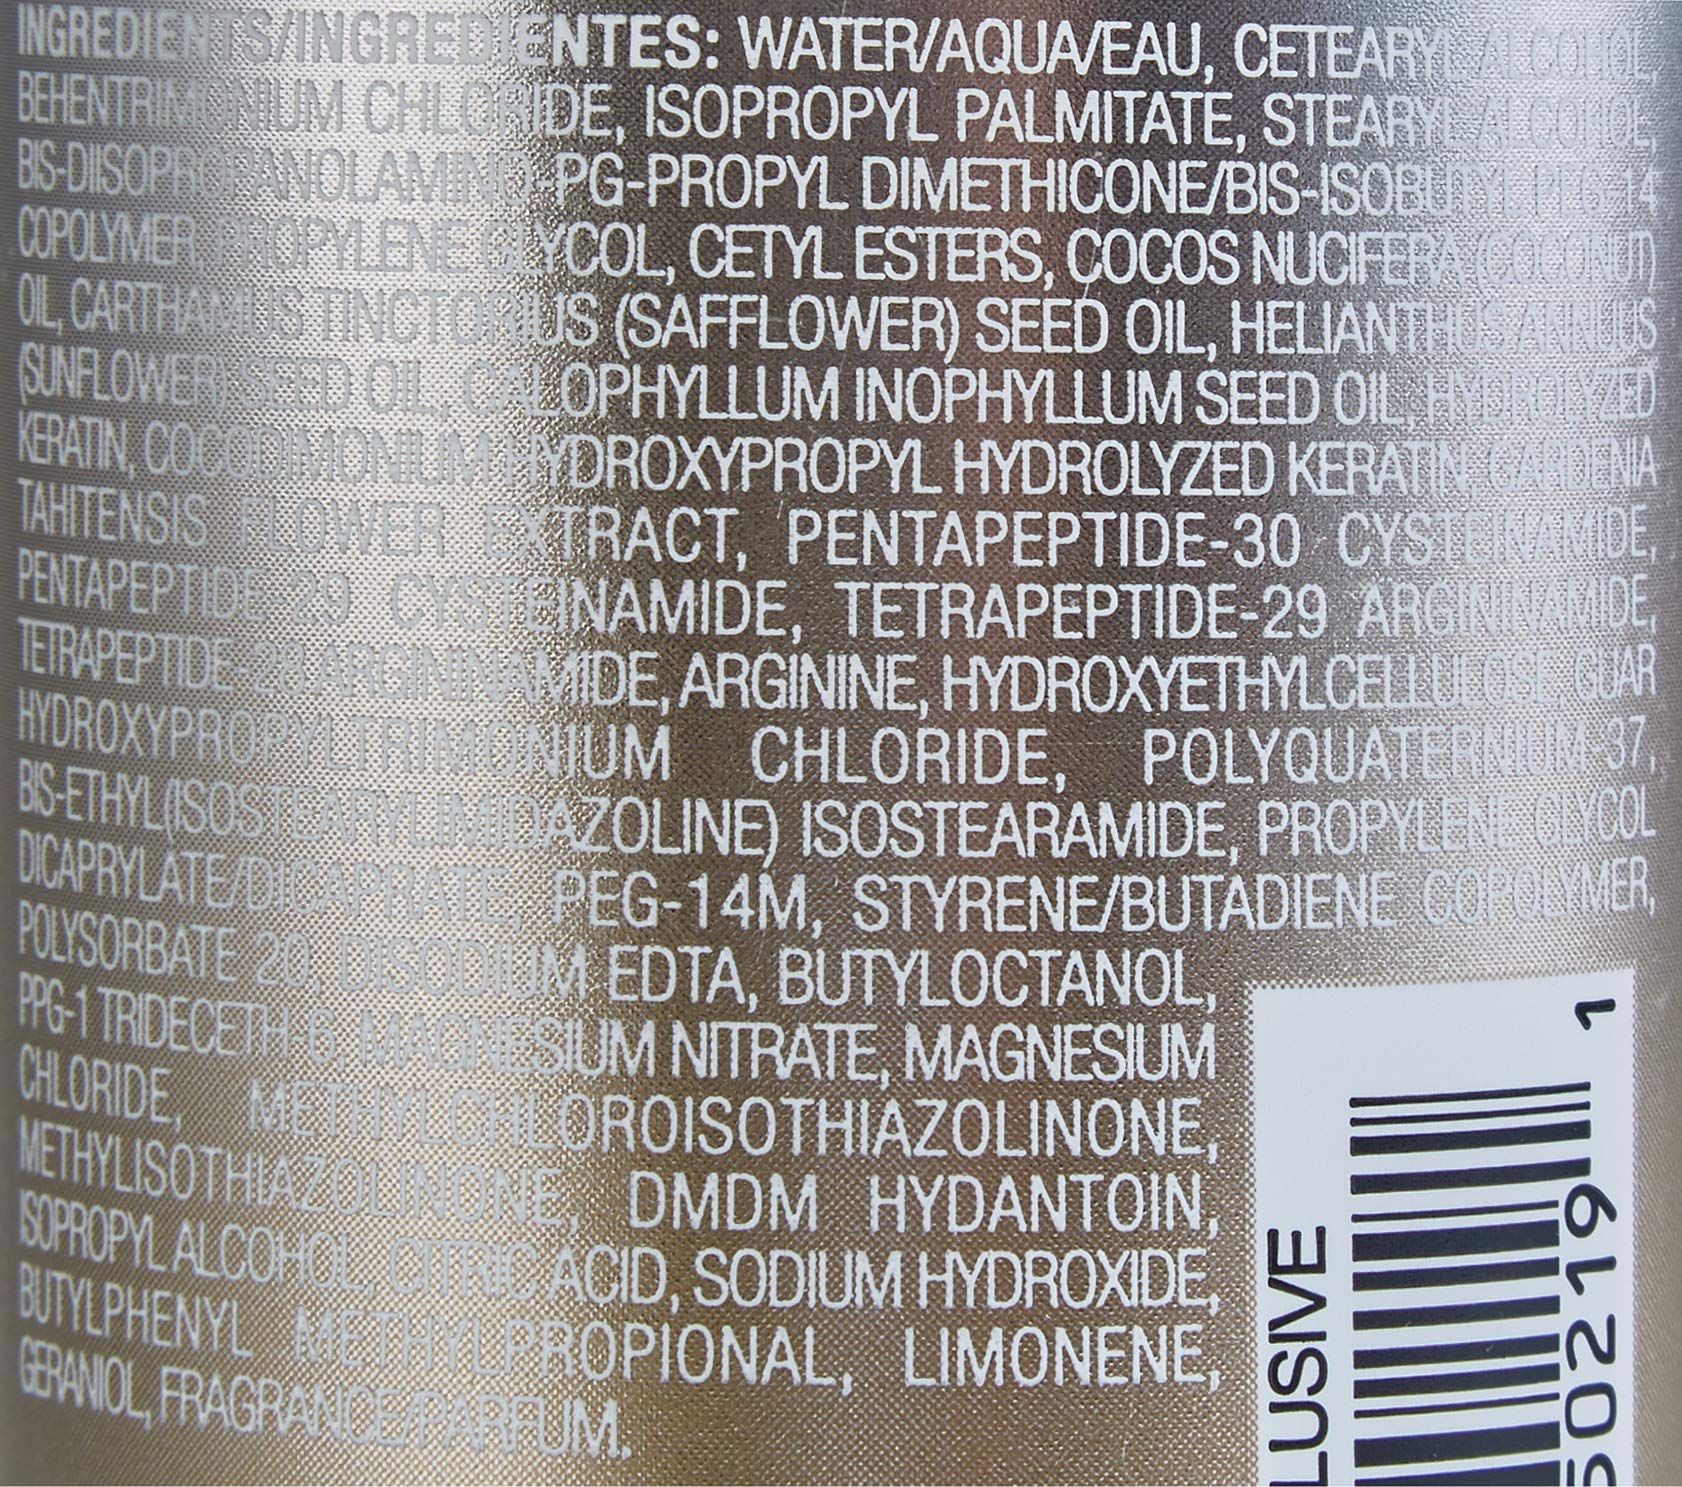 INGREDIENTS/INGREDIENTES: WATER/AQUA/EAU, CETEARYL ALCOHOL,
BEHENTRIMONIUM CHLORIDE, ISOPROPYL PALMITATE, STEARYL ALCOHOL,
BIS-DIISOPROPANOLAMINO-PG-PROPYL DIMETHICONE/BIS-ISOBUTYL PEG-14
COPOLYMER, PROPYLENE GLYCOL, CETYL ESTERS, COCOS NUCIFERA (COCONUT)
OIL, CARTHAMUS TINCTORIUS (SAFFLOWER) SEED OIL, HELIANTHUS ANNUUS
(SUNFLOWER) SEED OIL, CALOPHYLLUM INOPHYLLUM SEED OIL, HYDROLYZED
KERATIN, COCODIMONIUM HYDROXYPROPYL HYDROLYZED KERATIN, GARDENIA
TAHITENSIS FLOWER EXTRACT, PENTAPEPTIDE-30 CYSTEINAMIDE,
PENTAPEPTIDE-29 CYSTEINAMIDE, TETRAPEPTIDE-29 ARGININAMIDE,
TETRAPEPTIDE-28 ARGININAMIDE, ARGININE, HYDROXYETHYLCELLULOSE, GUAR
HYDROXYPROPYLTRIMONIUM CHLORIDE, POLYQUATERNIUM-37,
BIS-ETHYL(ISOSTEARYLIMIDAZOLINE) ISOSTEARAMIDE, PROPYLENE GLYCOL
DICAPRYLATE/DICAPRATE, PEG-14M, STYRENE/BUTADIENE COPOLYMER,
POLYSORBATE 20, DISODIUM EDTA, BUTYLOCTANOL,
PPG-1 TRIDECETH-6, MAGNESIUM NITRATE, MAGNESIUM
CHLORIDE, METHYLCHLOROISOTHIAZOLINONE,
METHYLISOTHIAZOLINONE, DMDM HYDANTOIN,
ISOPROPYL ALCOHOL, CITRIC ACID, SODIUM HYDROXIDE,
BUTYLPHENYL METHYLPROPIONAL, LIMONENE,
GERANIOL, FRAGRANCE/PARFUM.
LUSIVE
50219 1